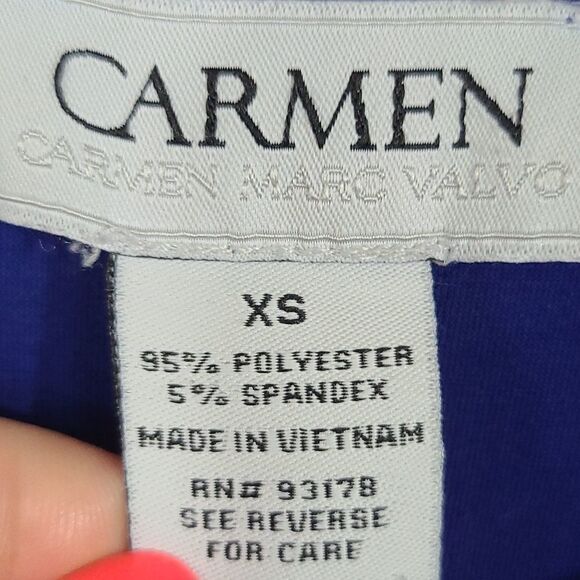 CARMEN
CARMEN MARC VALVO
XS
95% POLYESTER
5% SPANDEX
MADE IN VIETNAM
RN# 93178
SEE REVERSE
FOR CARE